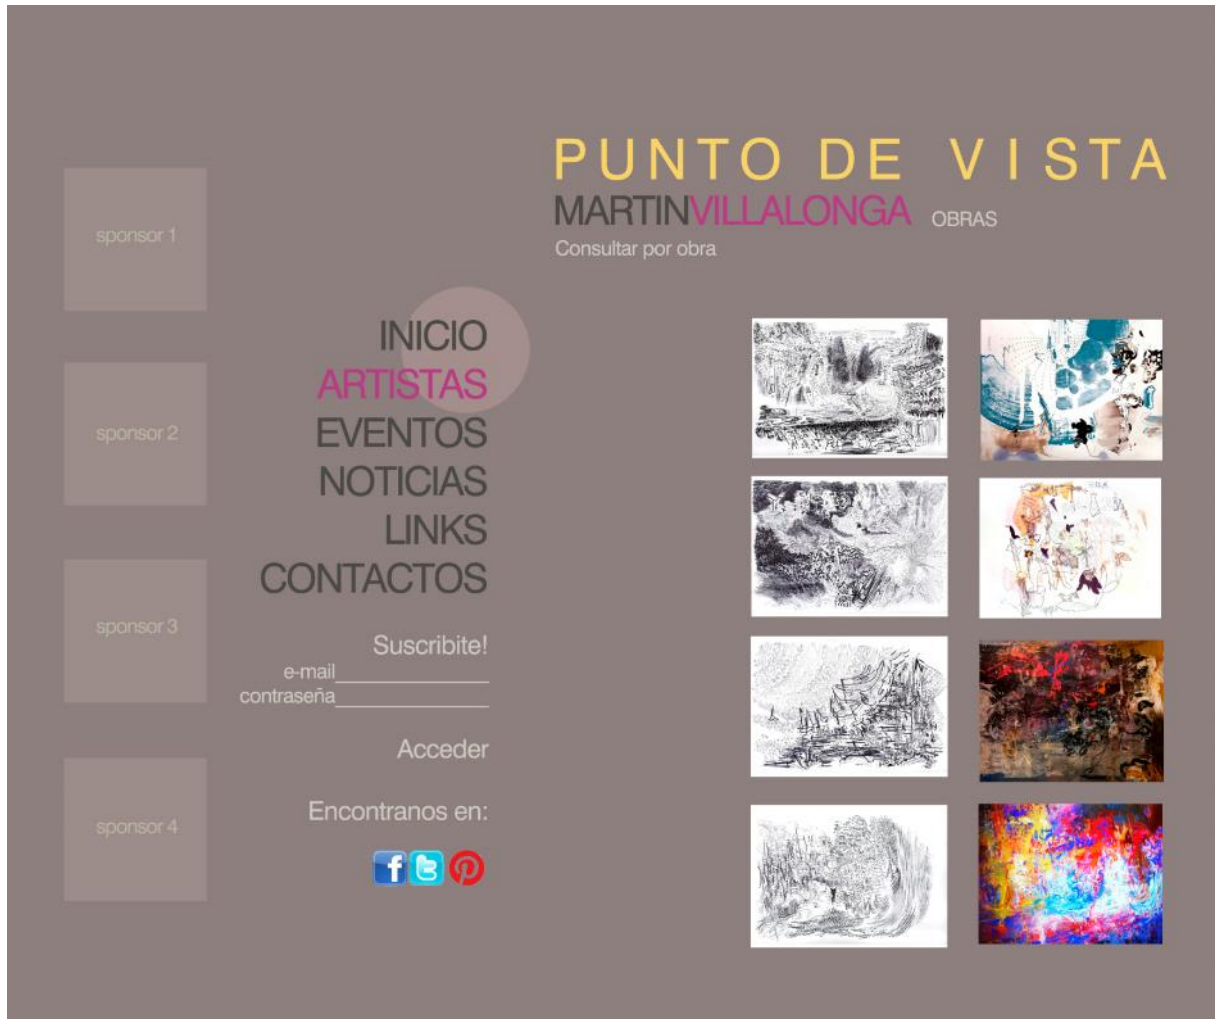 PUNTO DE VISTA
MARTINVILLALONGA OBRAS
Consultar por obra
sponsor 1
sponsor 2
sponsor 3
sponsor 4
INICIO
ARTISTAS
EVENTOS
NOTICIAS
LINKS
CONTACTOS
Suscribite!
e-mail
contraseña
Acceder
Encontranos en: